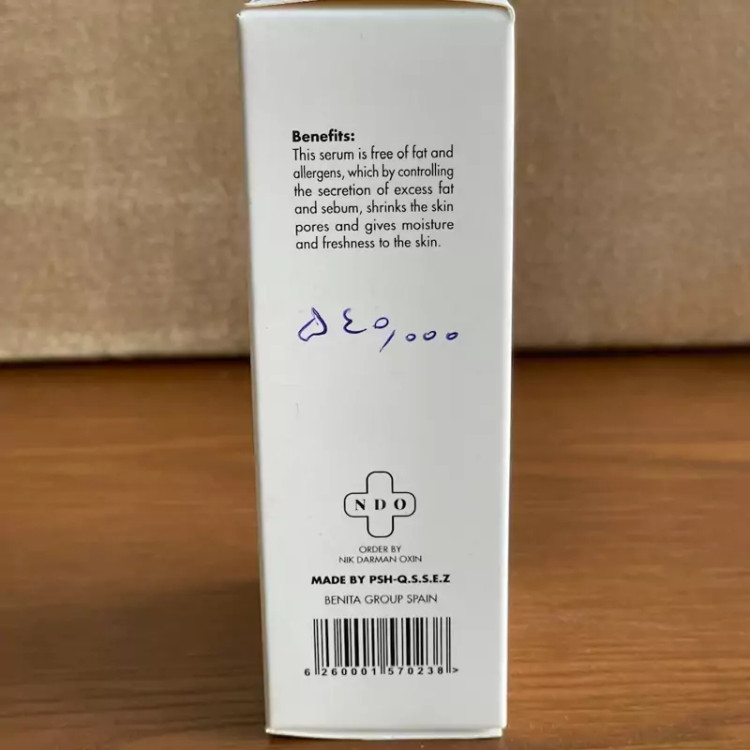 Benefits:
This serum is free of fat and
allergens, which by controlling
the secretion of excess fat
and sebum, shrinks the skin
pores and gives moisture
and freshness to the skin.
۵۴۰,۰۰۰
NDO
ORDER BY
NIK DARMAN OXIN
MADE BY PSH-Q.S.S.E.Z
BENITA GROUP SPAIN
6 260001 570238 >